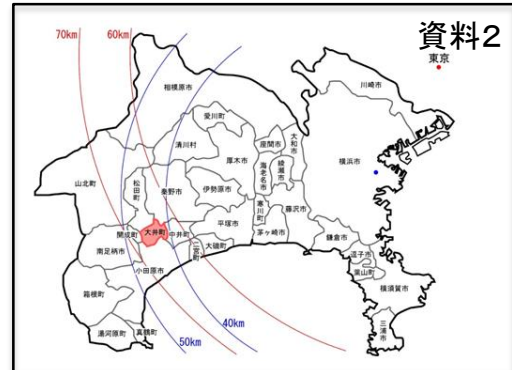 資料2
70km
60km
東京
川崎市
相模原市
愛川町
清川村
厚木市
座間市
大和市
海老名市
綾瀬市
横浜市
山北町
松田町
秦野市
伊勢原市
寒川町
藤沢市
開成町
大井町
中井町
平塚市
茅ヶ崎市
鎌倉市
南足柄市
二宮町
大磯町
逗子市
葉山町
小田原市
横須賀市
箱根町
40km
三浦市
湯河原町
真鶴町
50km